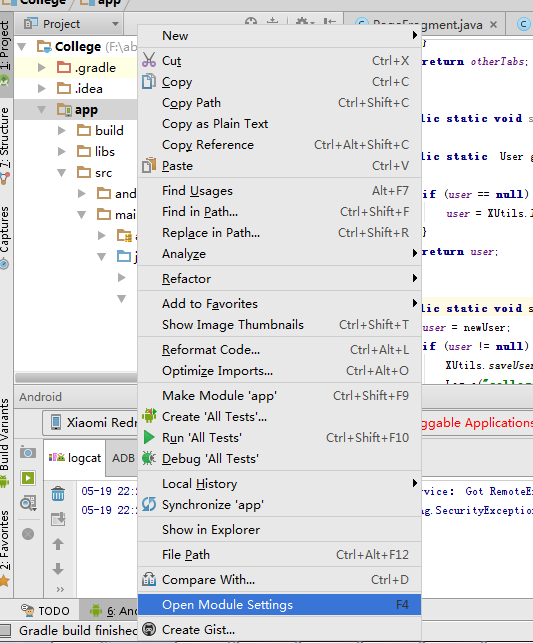 College
app
Project
PageFragment.java
1: Project
7: Structure
Captures
Build Variants
2: Favorites
College (F:\ab
.gradle
.idea
app
build
libs
src
and
mai
New
Cut Ctrl+X
Copy Ctrl+C
Copy Path Ctrl+Shift+C
Copy as Plain Text
Copy Reference Ctrl+Alt+Shift+C
Paste Ctrl+V
Find Usages Alt+F7
Find in Path... Ctrl+Shift+F
Replace in Path... Ctrl+Shift+R
Analyze
Refactor
Add to Favorites
Show Image Thumbnails Ctrl+Shift+T
Reformat Code... Ctrl+Alt+L
Optimize Imports... Ctrl+Alt+O
Make Module 'app' Ctrl+Shift+F9
Create 'All Tests'...
Run 'All Tests' Ctrl+Shift+F10
Debug 'All Tests'
Local History
Synchronize 'app'
Show in Explorer
File Path Ctrl+Alt+F12
Compare With... Ctrl+D
Open Module Settings F4
Create Gist...
}
return otherTabs;
lic static void s
lic static User g
if (user == null)
user = XUtils.
}
return user;
lic static void s
user = newUser;
if (user != null)
XUtils.saveUse
Android
Xiaomi Redr
ggable Applications
logcat
ADB
05-19 22:
rvice: Got RemoteE
05-19 22:
ng.SecurityException
TODO
6: And
Gradle build finished